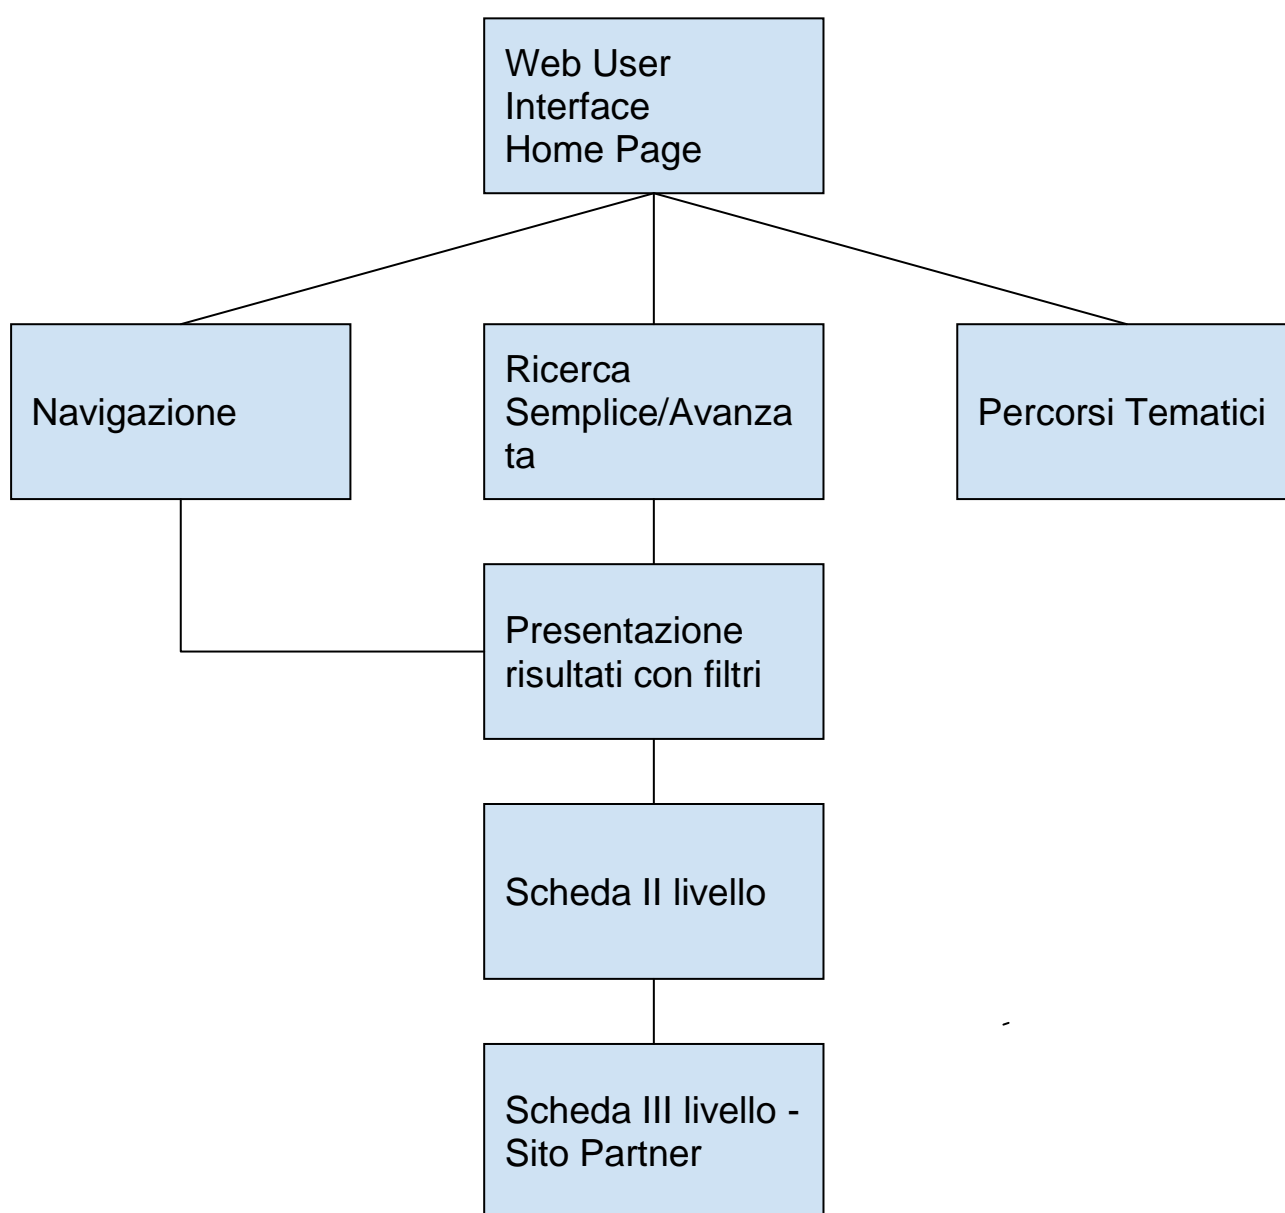 Web User
Interface
Home Page
Navigazione
Ricerca
Semplice/Avanza
ta
Percorsi Tematici
Presentazione
risultati con filtri
Scheda II livello
Scheda III livello -
Sito Partner